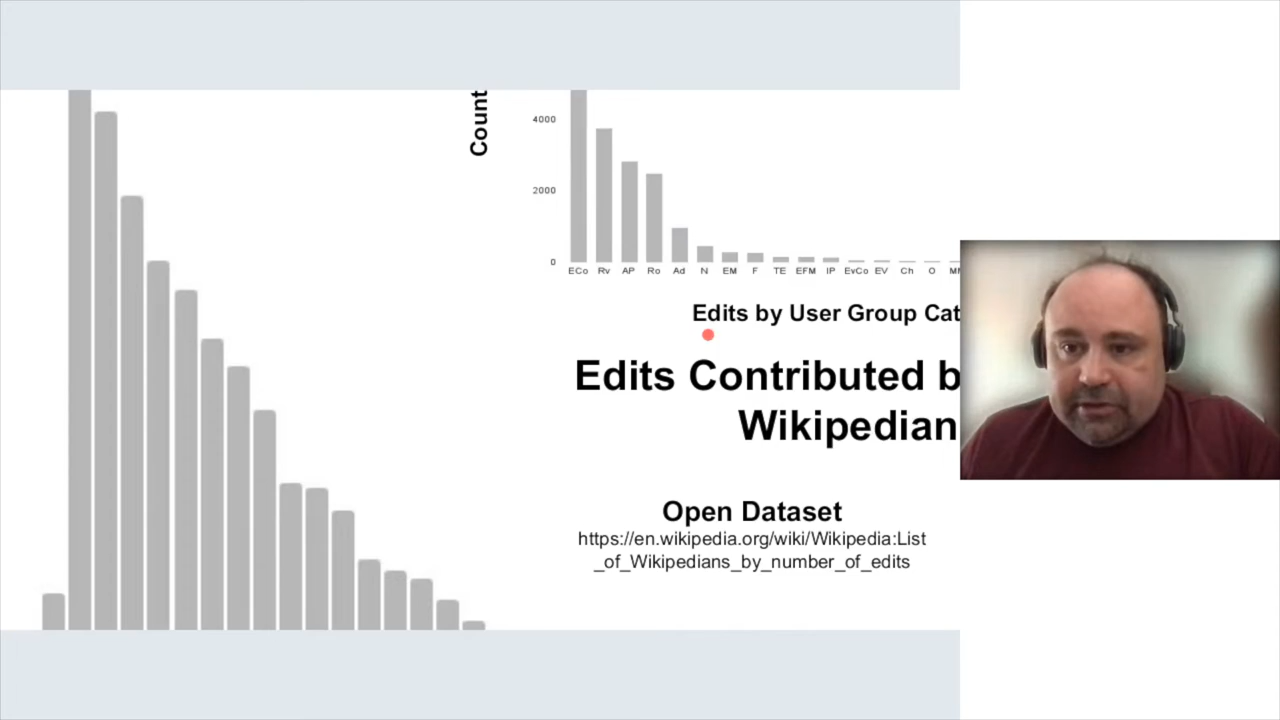 Count
4000
2000
0
ECo Rv AP Ro Ad N EM F TE EFM IP EvCo EV Ch O
Edits by User Group Cat
Edits Contributed b
Wikipedian
Open Dataset
https://en.wikipedia.org/wiki/Wikipedia:List
_of_Wikipedians_by_number_of_edits